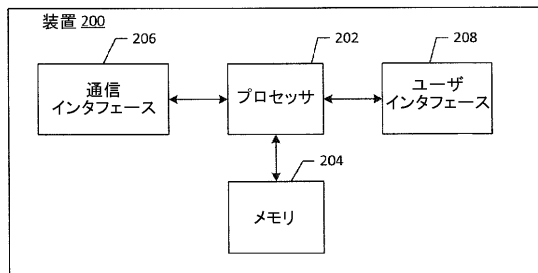 装置 200
206
202
208
通信
インタフェース
プロセッサ
ユーザ
インタフェース
204
メモリ